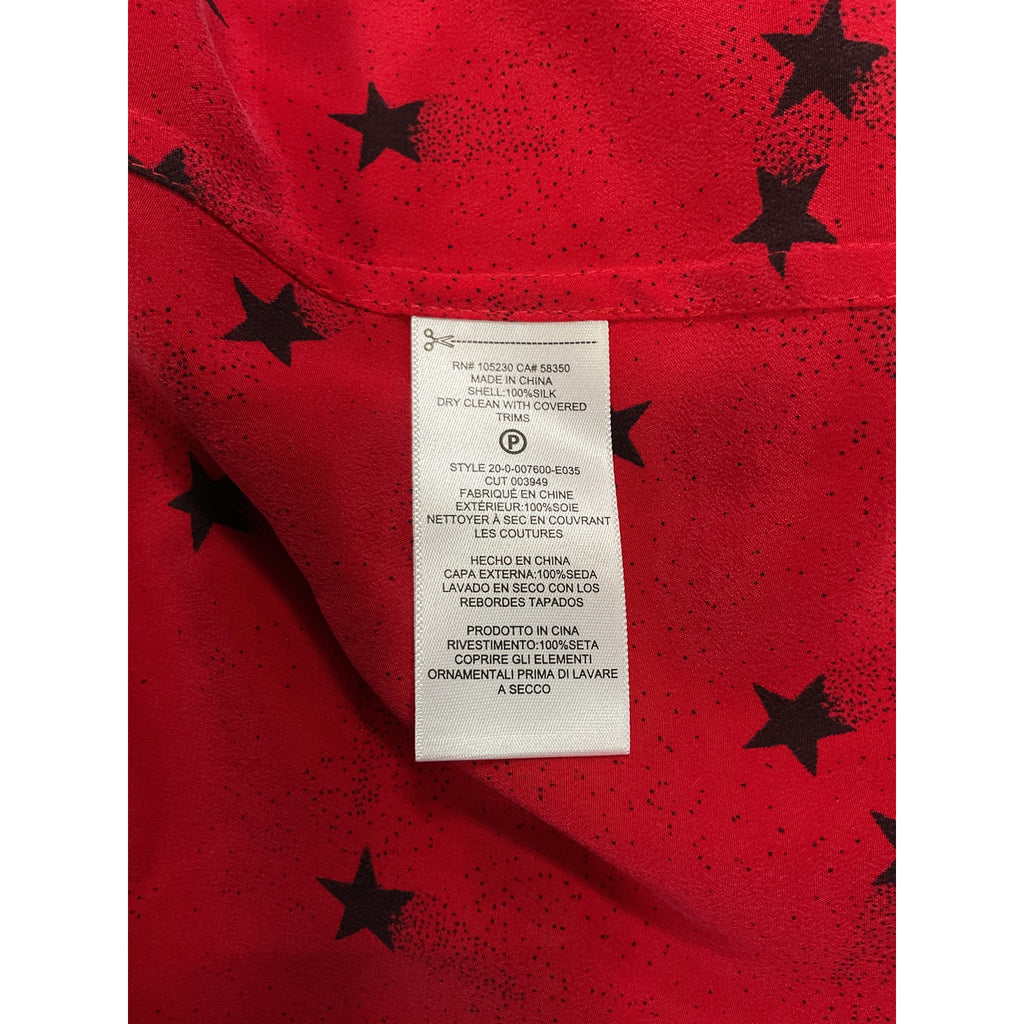 RN# 105230 CA# 58350
MADE IN CHINA
SHELL:100%SILK
DRY CLEAN WITH COVERED
TRIMS
P
STYLE 20-0-007600-E035
CUT 003949
FABRIQUÉ EN CHINE
EXTÉRIEUR:100%SOIE
NETTOYER À SEC EN COUVRANT
LES COUTURES
HECHO EN CHINA
CAPA EXTERNA:100%SEDA
LAVADO EN SECO CON LOS
REBORDES TAPADOS
PRODOTTO IN CINA
RIVESTIMENTO:100%SETA
COPRIRE GLI ELEMENTI
ORNAMENTALI PRIMA DI LAVARE
A SECCO